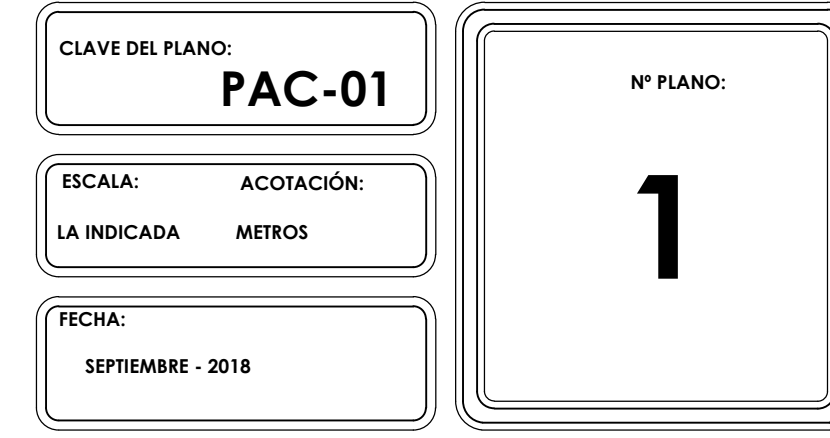 CLAVE DEL PLANO:
PAC-01
ESCALA: ACOTACIÓN:
LA INDICADA METROS
FECHA:
SEPTIEMBRE - 2018
Nº PLANO:
1